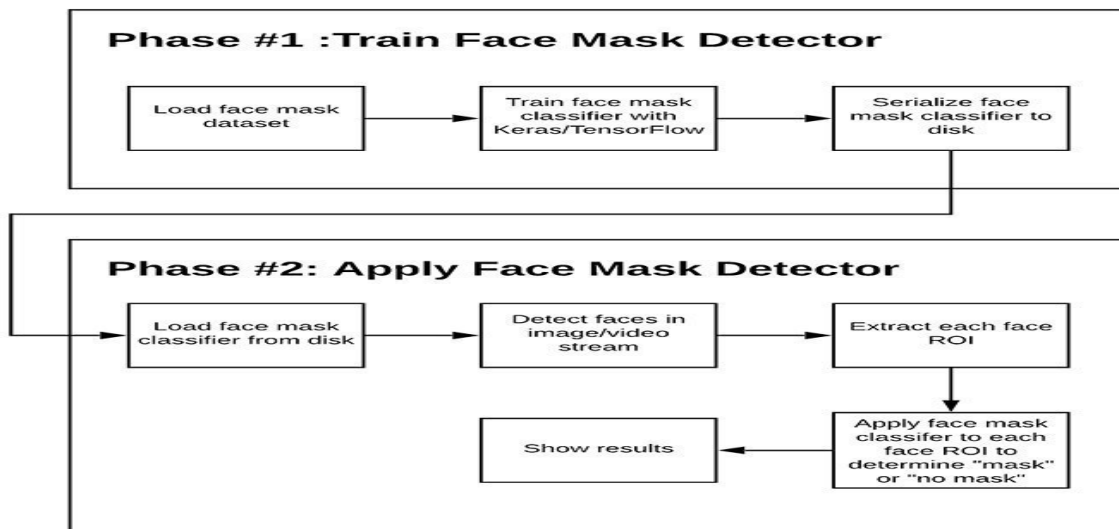 Phase #1 :Train Face Mask Detector
Load face mask
dataset
Train face mask
classifier with
Keras/TensorFlow
Serialize face
mask classifier to
disk
Phase #2: Apply Face Mask Detector
Load face mask
classifier from disk
Detect faces in
image/video
stream
Extract each face
ROI
Apply face mask
classifer to each
face ROI to
determine "mask"
or "no mask"
Show results